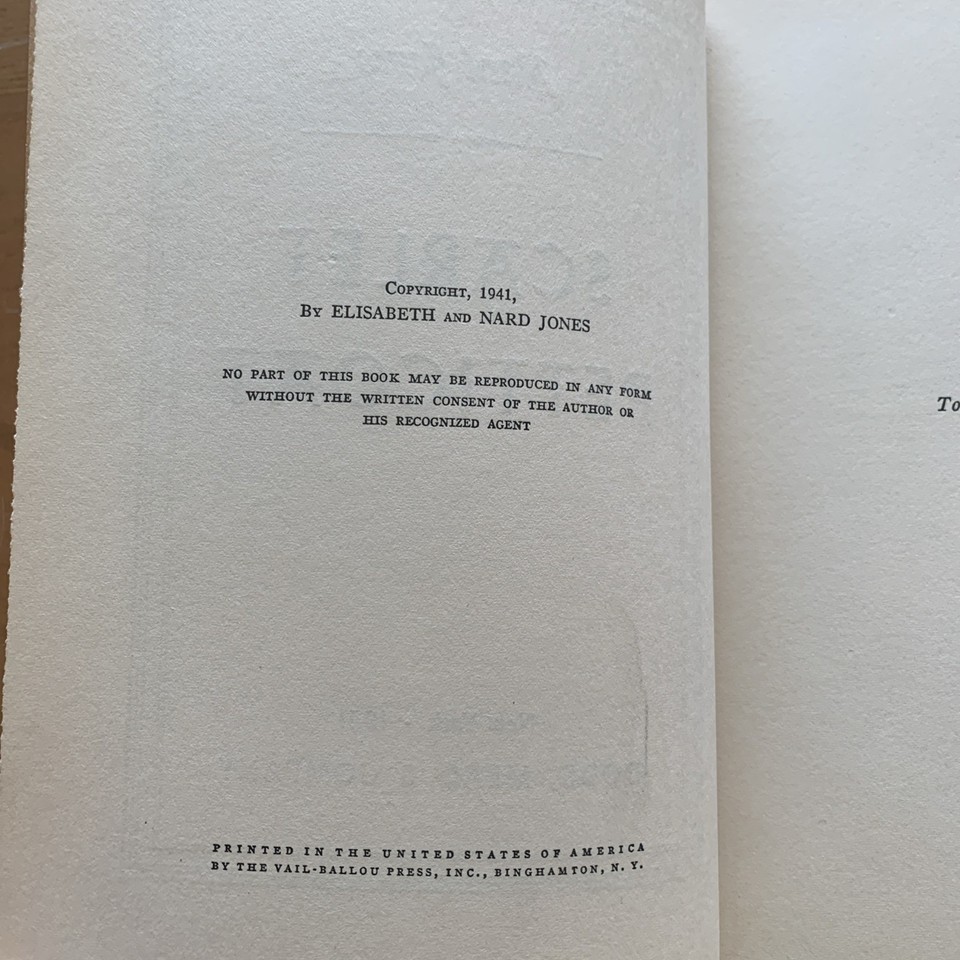 COPYRIGHT, 1941,
BY ELISABETH AND NARD JONES
NO PART OF THIS BOOK MAY BE REPRODUCED IN ANY FORM
WITHOUT THE WRITTEN CONSENT OF THE AUTHOR OR
HIS RECOGNIZED AGENT
PRINTED IN THE UNITED STATES OF AMERICA
BY THE VAIL-BALLOU PRESS, INC., BINGHAMTON, N. Y.
To